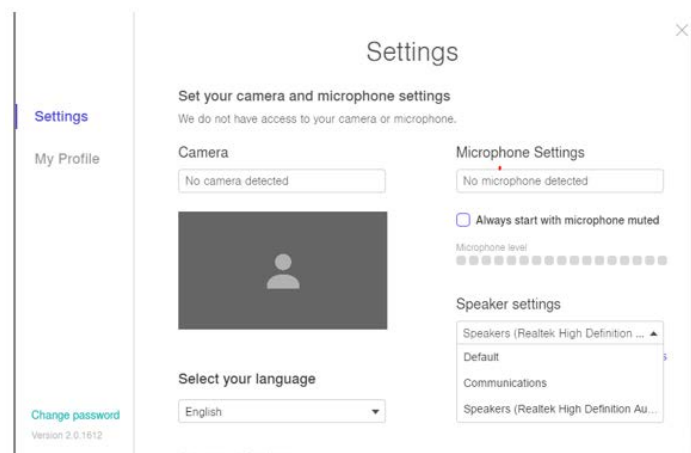 Settings
Settings
My Profile
Set your camera and microphone settings
We do not have access to your camera or microphone.
Camera
No camera detected
Microphone Settings
No microphone detected
Always start with microphone muted
Microphone level
Speaker settings
Speakers (Realtek High Definition ...
Default
s
Communications
Speakers (Realtek High Definition Au...
Select your language
English
Change password
Version 2.0.1612